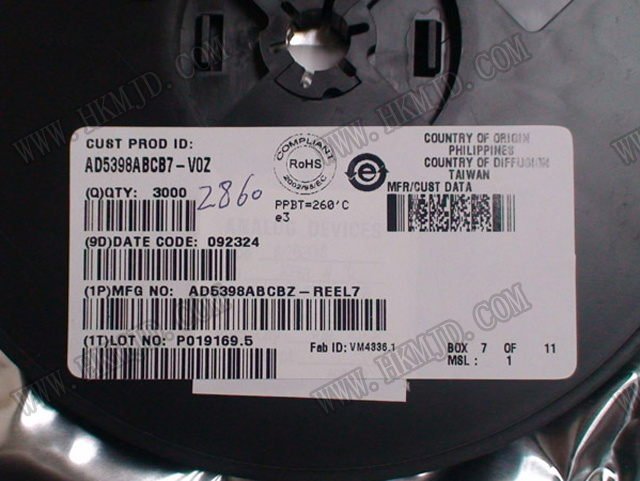 WWW.HKMJD.COM
WWW.HKMJD.COM
CUST PROD ID:
AD5398ABCB7-V0Z
(Q)QTY: 3000
2860
COMPLIANT
RoHS
2002/95/EC
e
PPBT=260'C
e3
COUNTRY OF ORIGIN
PHILIPPINES
COUNTRY OF DIFFUSION
TAIWAN
MFR/CUST DATA
ANALOG DEVICES
(9D)DATE CODE: 092324
(1P)MFG NO: AD5398ABCBZ-REEL7
(1T)LOT NO: P019169.5
Fab ID: VM4336.1
BOX 7 OF 11
MSL: 1
WWW.HKMJD.COM
WWW.HKMJD.COM